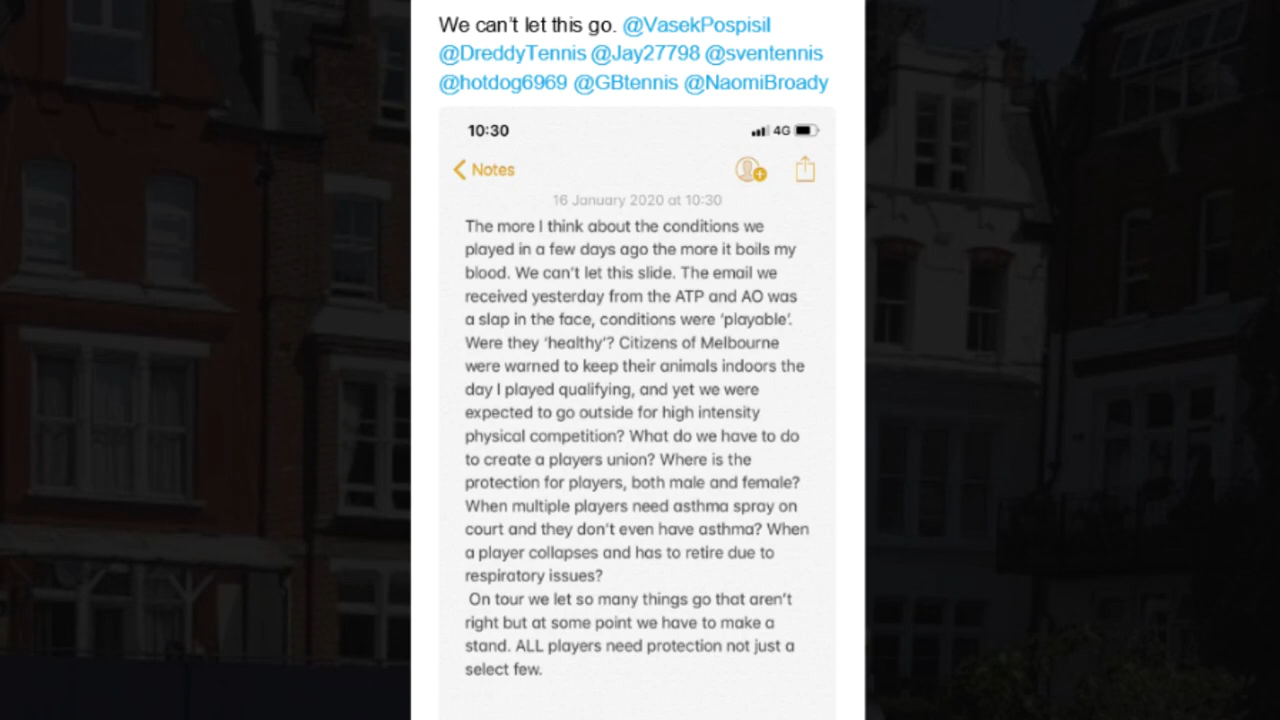 We can't let this go. @VasekPospisil
@DreddyTennis @Jay27798 @sventennis
@hotdog6969 @GBtennis @NaomiBroady
10:30 4G
Notes
16 January 2020 at 10:30
The more I think about the conditions we
played in a few days ago the more it boils my
blood. We can't let this slide. The email we
received yesterday from the ATP and AO was
a slap in the face, conditions were 'playable'.
Were they 'healthy'? Citizens of Melbourne
were warned to keep their animals indoors the
day I played qualifying, and yet we were
expected to go outside for high intensity
physical competition? What do we have to do
to create a players union? Where is the
protection for players, both male and female?
When multiple players need asthma spray on
court and they don't even have asthma? When
a player collapses and has to retire due to
respiratory issues?
On tour we let so many things go that aren't
right but at some point we have to make a
stand. ALL players need protection not just a
select few.